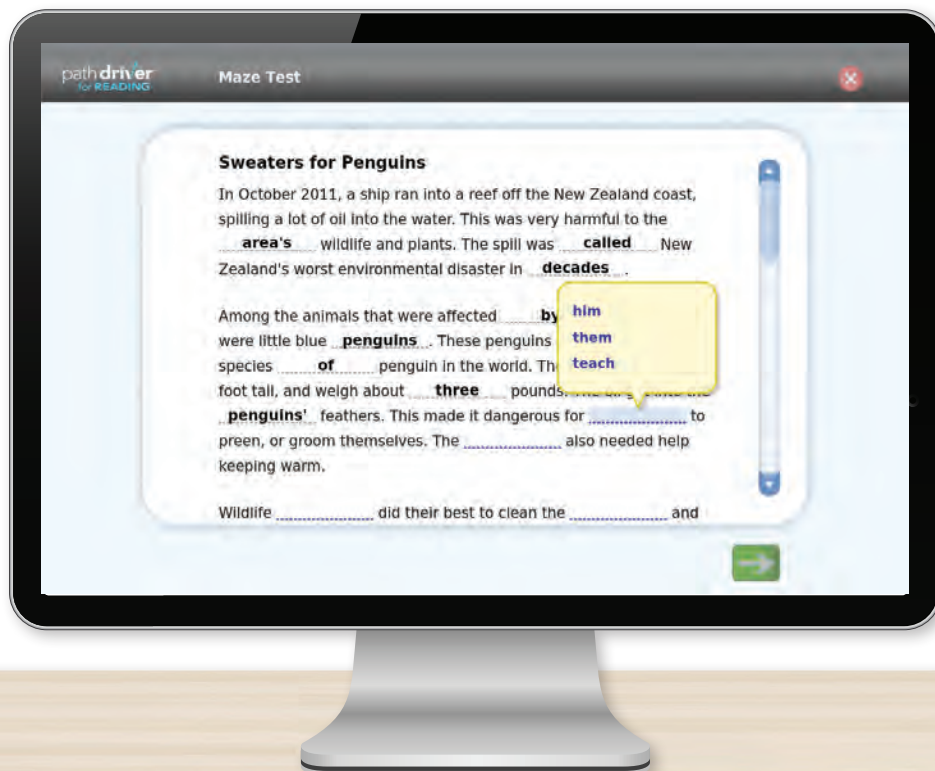 path driver
for READING
Maze Test
Sweaters for Penguins
In October 2011, a ship ran into a reef off the New Zealand coast,
spilling a lot of oil into the water. This was very harmful to the
area's wildlife and plants. The spill was called New
Zealand's worst environmental disaster in decades .
Among the animals that were affected by
were little blue penguins . These penguins
species of penguin in the world.
foot tall, and weigh about three pounds.
penguins' feathers. This made it dangerous for to
preen, or groom themselves. The also needed help
keeping warm.
Wildlife did their best to clean the and
him
them
teach